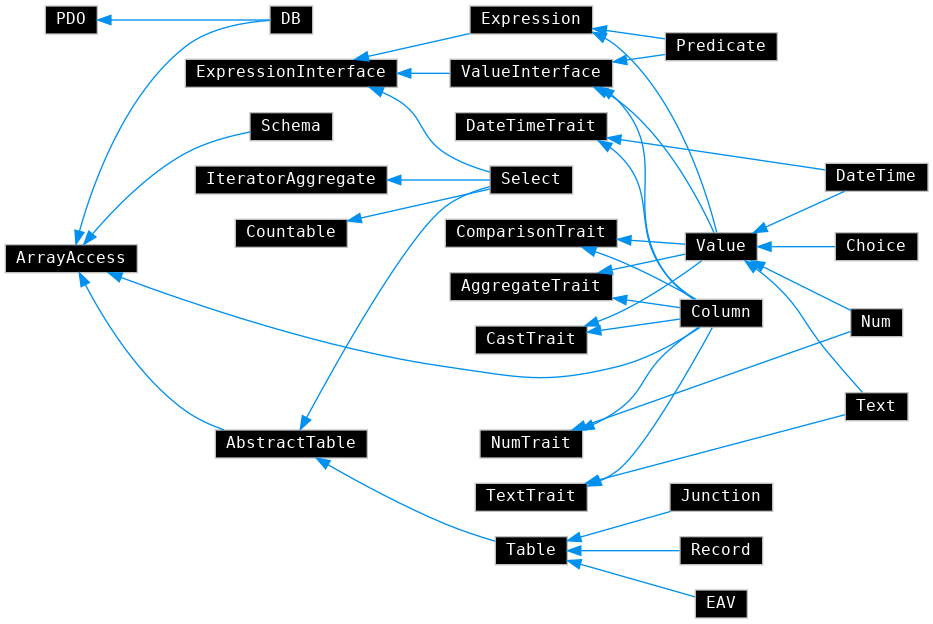 PDO
DB
Expression
Predicate
ExpressionInterface
ValueInterface
Schema
DateTimeTrait
IteratorAggregate
Select
DateTime
Countable
ComparisonTrait
Value
Choice
ArrayAccess
AggregateTrait
Column
Num
CastTrait
Text
AbstractTable
NumTrait
TextTrait
Junction
Table
Record
EAV